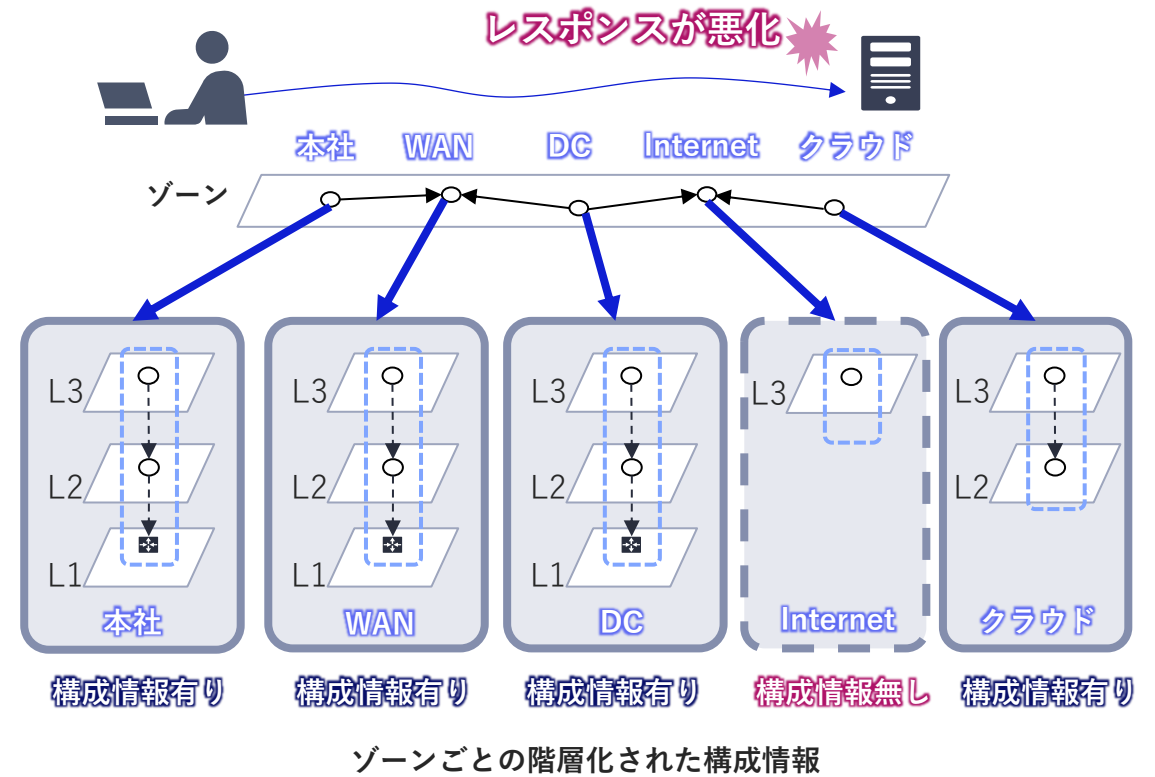 レスポンスが悪化
本社 WAN DC Internet クラウド
ゾーン
L3 L3 L3 L3 L3
L2 L2 L2 L2
L1 L1 L1
本社 WAN DC Internet クラウド
構成情報有り 構成情報有り 構成情報有り 構成情報無し 構成情報有り
ゾーンごとの階層化された構成情報